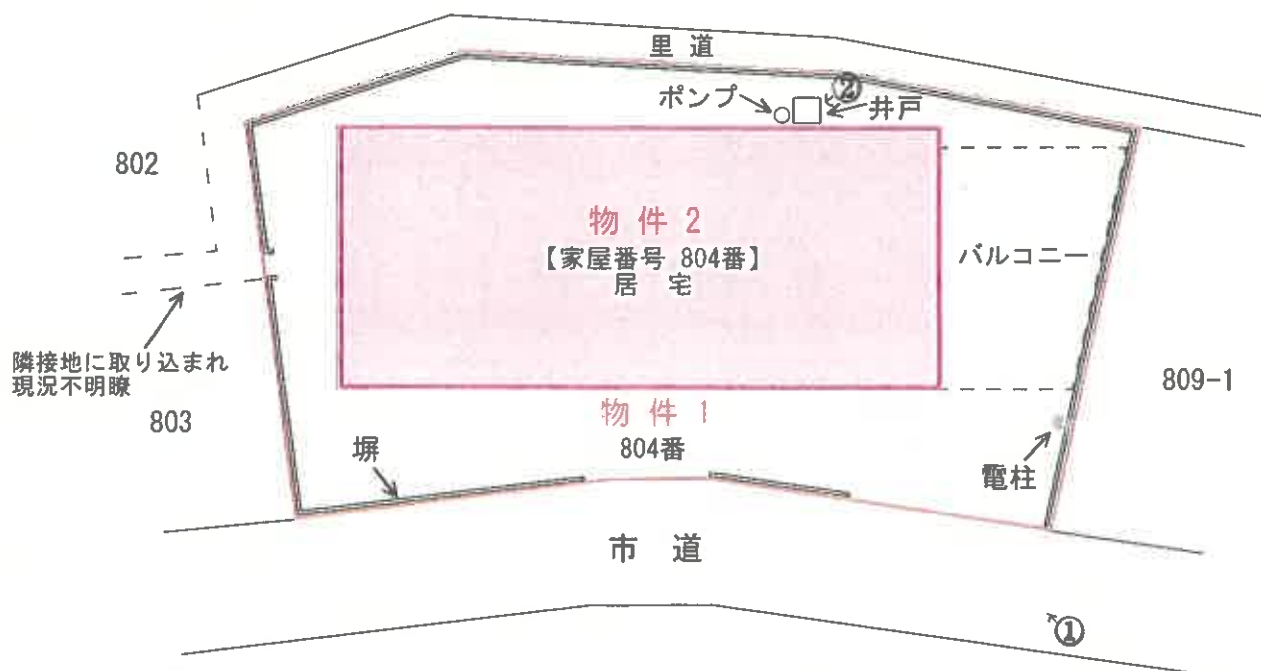 里道
②
ポンプ
井戸
802
物件 2
【家屋番号 804番】
居 宅
バルコニー
隣接地に取り込まれ
現況不明瞭
803
809-1
物件 1
804番
塀
電柱
市 道
①